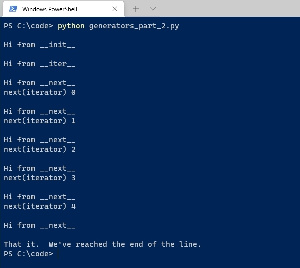 Windows PowerShell
PS C:\code> python generators_part_2.py
Hi from __init__
Hi from __iter__
Hi from __next__
next(iterator) 0
Hi from __next__
next(iterator) 1
Hi from __next__
next(iterator) 2
Hi from __next__
next(iterator) 3
Hi from __next__
next(iterator) 4
Hi from __next__
That it.  We've reached the end of the line.
PS C:\code>